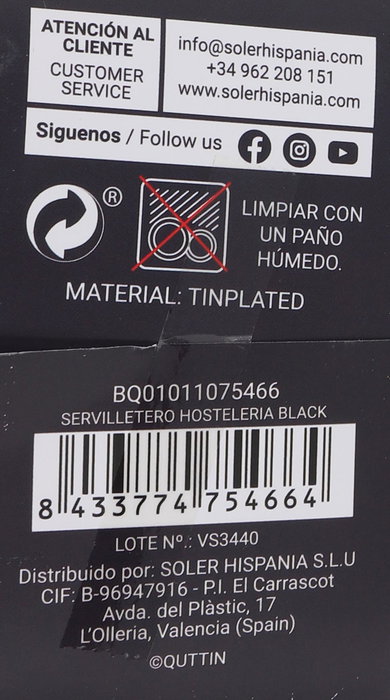 ATENCIÓN AL
CLIENTE
CUSTOMER
SERVICE
info@solerhispania.com
+34 962 208 151
www.solerhispania.com
Siguenos / Follow us
®
LIMPIAR CON
UN PAÑO
HÚMEDO.
MATERIAL: TINPLATED
BQ01011075466
SERVILLETERO HOSTELERIA BLACK
8 433774 754664
LOTE Nº.: VS3440
Distribuido por: SOLER HISPANIA S.L.U
CIF: B-96947916 - P.I. El Carrascot
Avda. del Plàstic, 17
L'Olleria, Valencia (Spain)
©QUTTIN